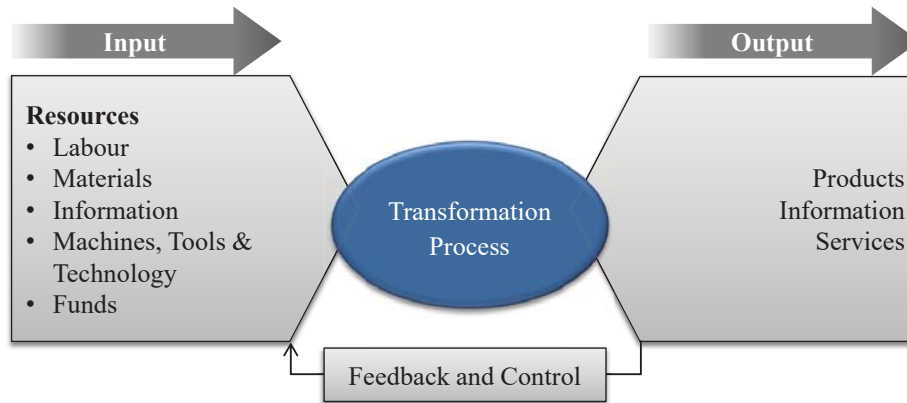 Input
Output
Resources
• Labour
• Materials
• Information
• Machines, Tools &
Technology
• Funds
Transformation
Process
Products
Information
Services
Feedback and Control